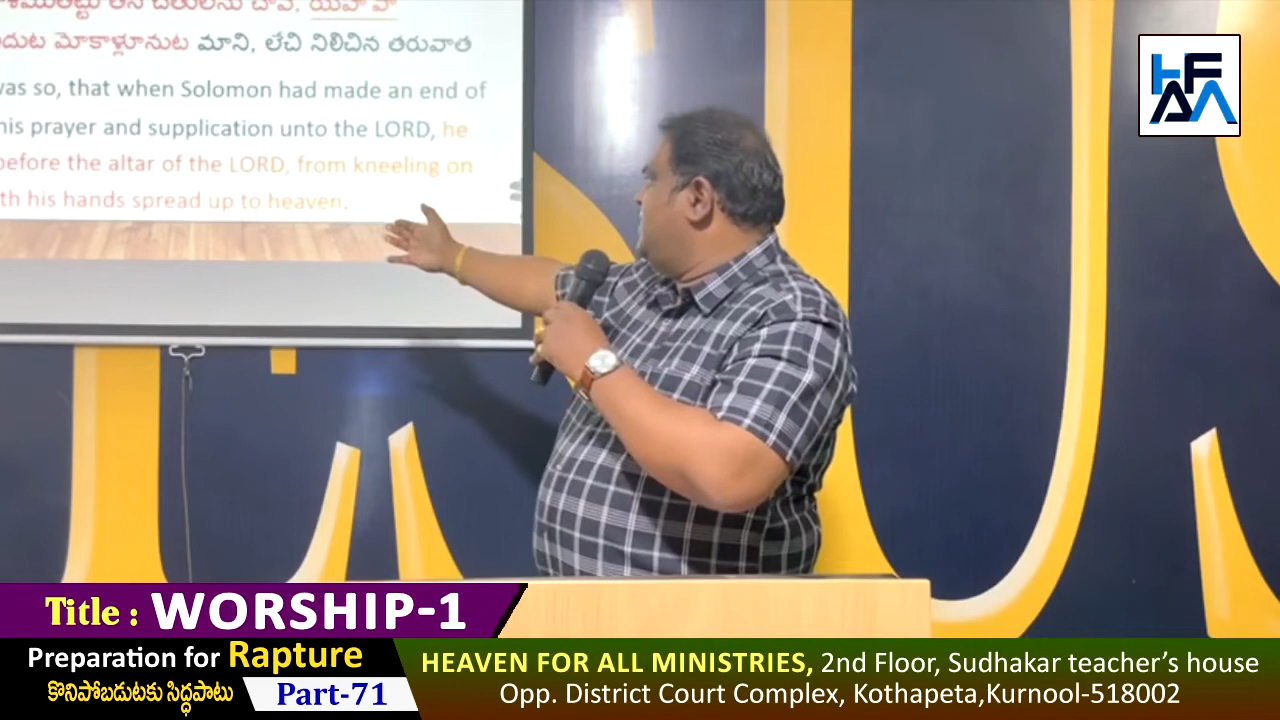 యెహోవా
దుట మోకాళ్లూనుట మాని, లేచి నిలిచిన తరువాత
was so, that when Solomon had made an end of
his prayer and supplication unto the LORD, he
before the altar of the LORD, from kneeling on
th his hands spread up to heaven.
HFAM
Title : WORSHIP-1
Preparation for Rapture
కొనిపోబడుటకు సిద్ధపాటు
Part-71
HEAVEN FOR ALL MINISTRIES, 2nd Floor, Sudhakar teacher's house
Opp. District Court Complex, Kothapeta,Kurnool-518002